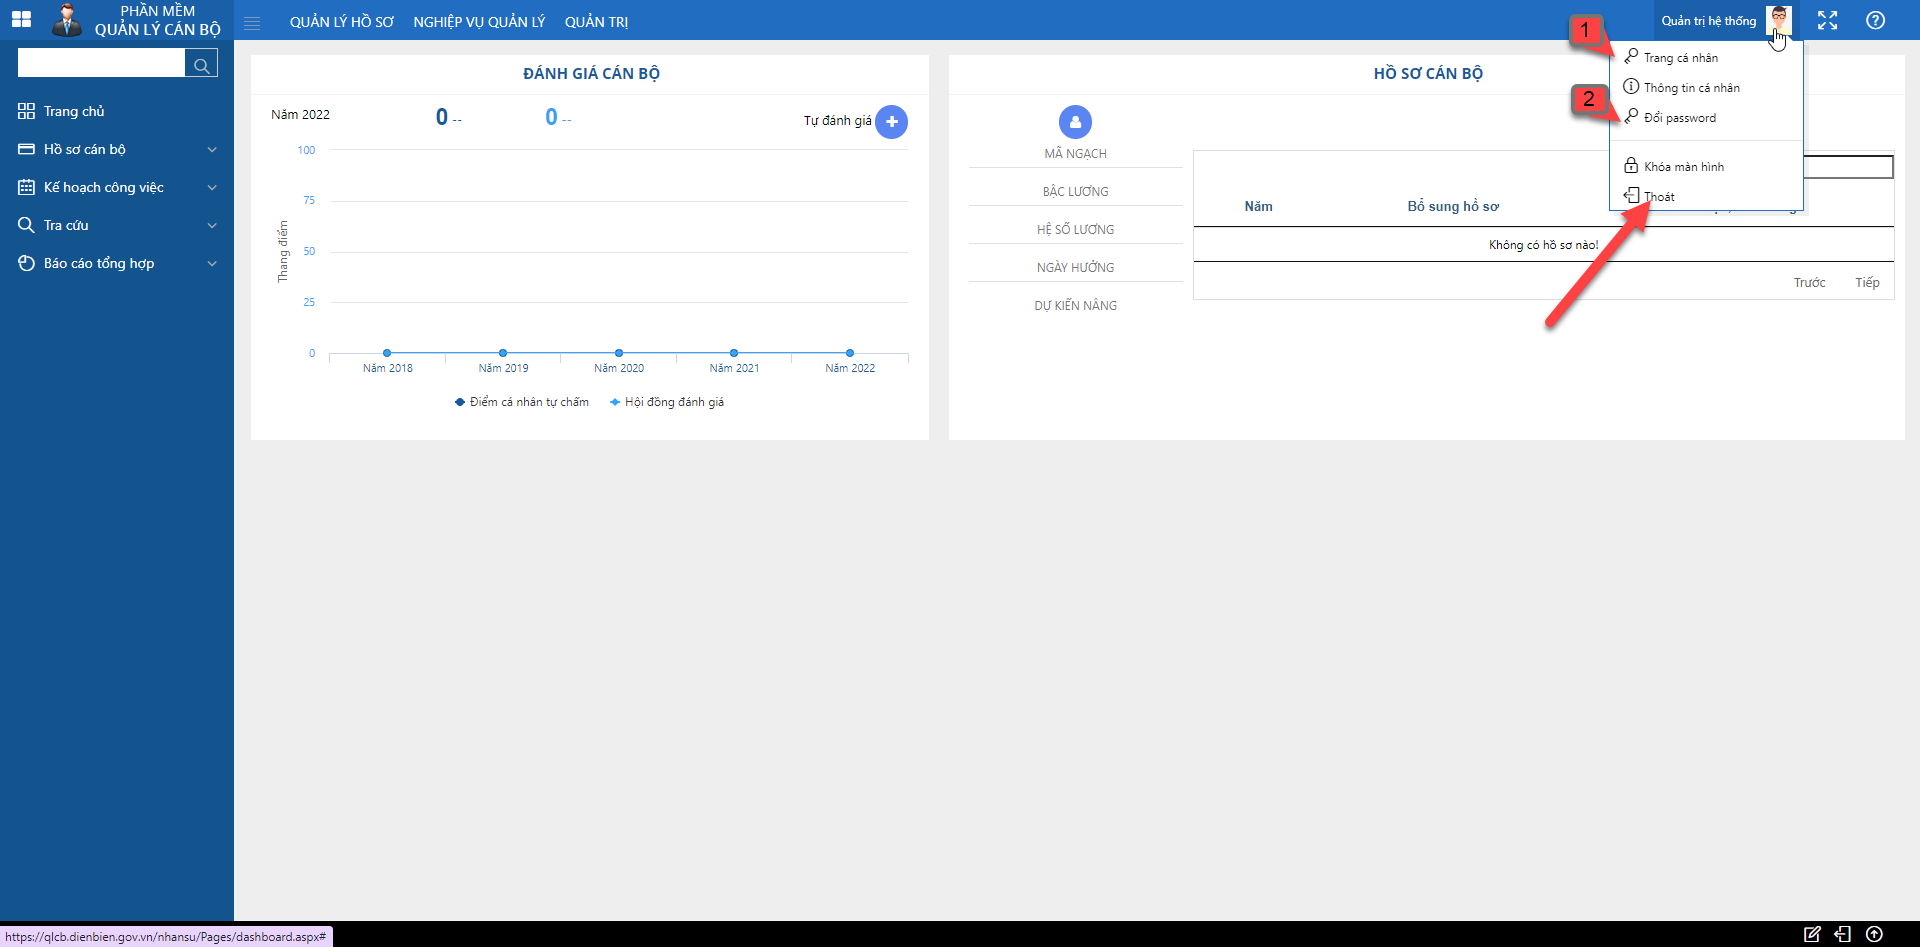 PHẦN MỀM
QUẢN LÝ CÁN BỘ
QUẢN LÝ HỒ SƠ
NGHIỆP VỤ QUẢN LÝ
QUẢN TRỊ
Quản trị hệ thống
1
Trang cá nhân
Thông tin cá nhân
2
Đổi password
Khóa màn hình
Thoát
Trang chủ
Hồ sơ cán bộ
Kế hoạch công việc
Tra cứu
Báo cáo tổng hợp
ĐÁNH GIÁ CÁN BỘ
Năm 2022
0 --
0 --
Tự đánh giá
100
75
50
25
0
Thang điểm
Năm 2018
Năm 2019
Năm 2020
Năm 2021
Năm 2022
Điểm cá nhân tự chấm
Hội đồng đánh giá
HỒ SƠ CÁN BỘ
MÃ NGẠCH
BẬC LƯƠNG
HỆ SỐ LƯƠNG
NGÀY HƯỞNG
DỰ KIẾN NÂNG
Năm
Bổ sung hồ sơ
Không có hồ sơ nào!
Trước
Tiếp
https://qlcb.dienbien.gov.vn/nhansu/Pages/dashboard.aspx#